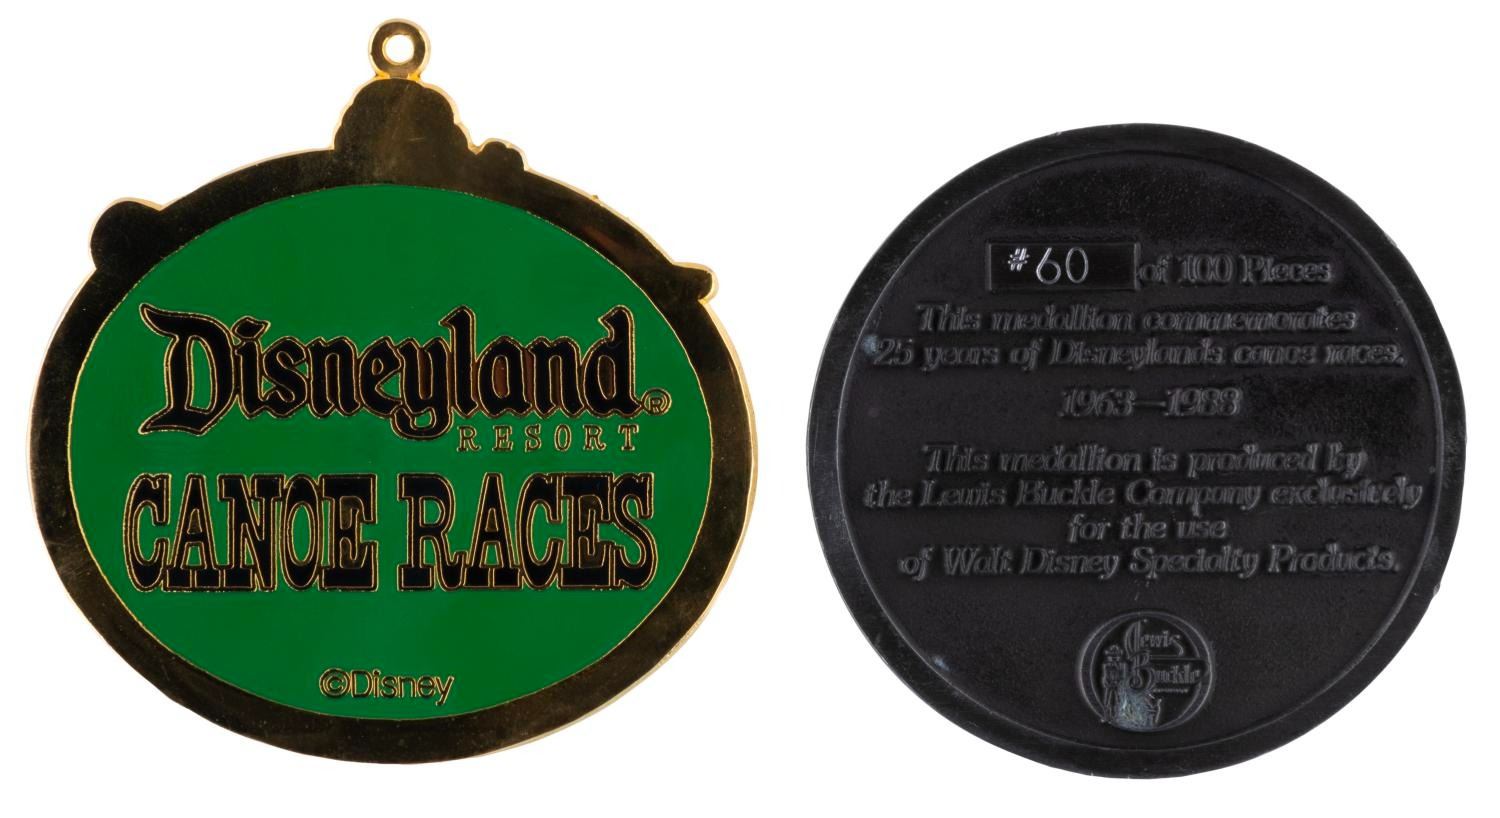 Disneyland®
RESORT
CANOE RACES
©Disney
#60 of 100 Pieces
This medallion commemorates
25 years of Disneyland's canoe races.
1963—1988
This medallion is produced by
the Lewis Buckle Company exclusively
for the use
of Walt Disney Specialty Products.
Lewis
Buckle